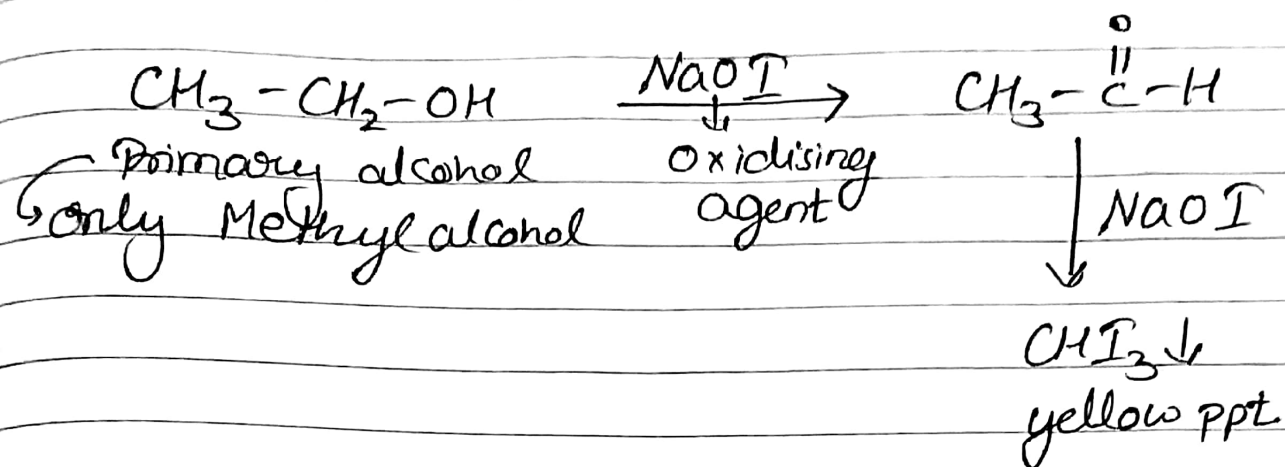 CH₃ - CH₂ - OH NaOI → CH₃ - C - H
O
Primary alcohol Oxidising
only Methyl alcohol agent
NaOI
CHI₃↓
yellow ppt